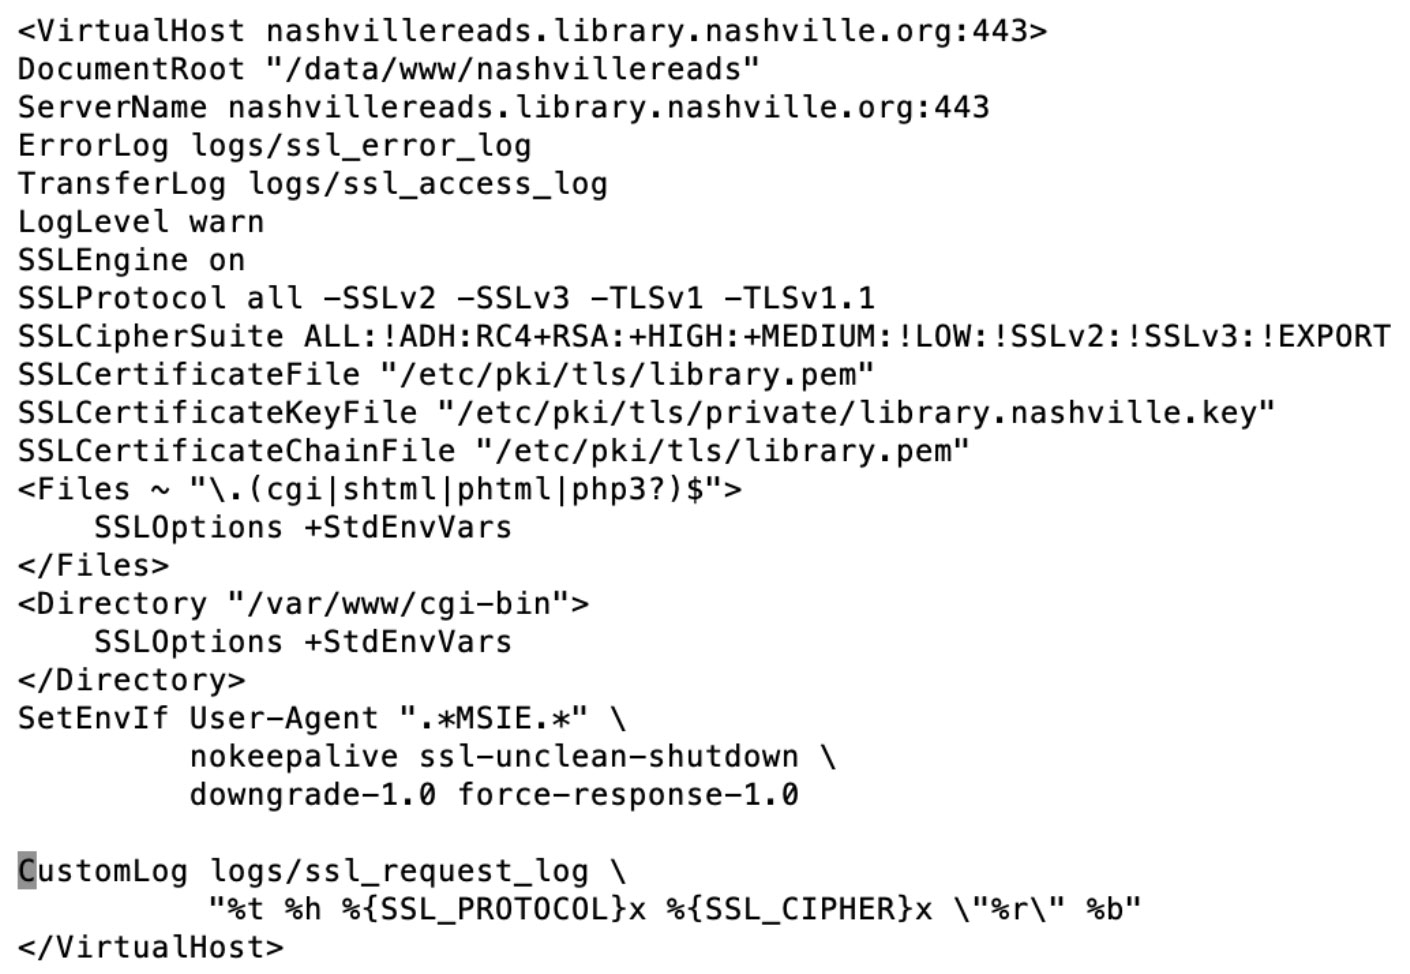 <VirtualHost nashvillereads.library.nashville.org:443>
DocumentRoot "/data/www/nashvillereads"
ServerName nashvillereads.library.nashville.org:443
ErrorLog logs/ssl_error_log
TransferLog logs/ssl_access_log
LogLevel warn
SSLEngine on
SSLProtocol all -SSLv2 -SSLv3 -TLSv1 -TLSv1.1
SSLCipherSuite ALL:!ADH:RC4+RSA:+HIGH:+MEDIUM:!LOW:!SSLv2:!SSLv3:!EXPORT
SSLCertificateFile "/etc/pki/tls/library.pem"
SSLCertificateKeyFile "/etc/pki/tls/private/library.nashville.key"
SSLCertificateChainFile "/etc/pki/tls/library.pem"
<Files ~ "\.(cgi|shtml|phtml|php3?)$">
    SSLOptions +StdEnvVars
</Files>
<Directory "/var/www/cgi-bin">
    SSLOptions +StdEnvVars
</Directory>
SetEnvIf User-Agent ".*MSIE.*" \
         nokeepalive ssl-unclean-shutdown \
         downgrade-1.0 force-response-1.0

CustomLog logs/ssl_request_log \
          "%t %h %{SSL_PROTOCOL}x %{SSL_CIPHER}x \"%r\" %b"
</VirtualHost>